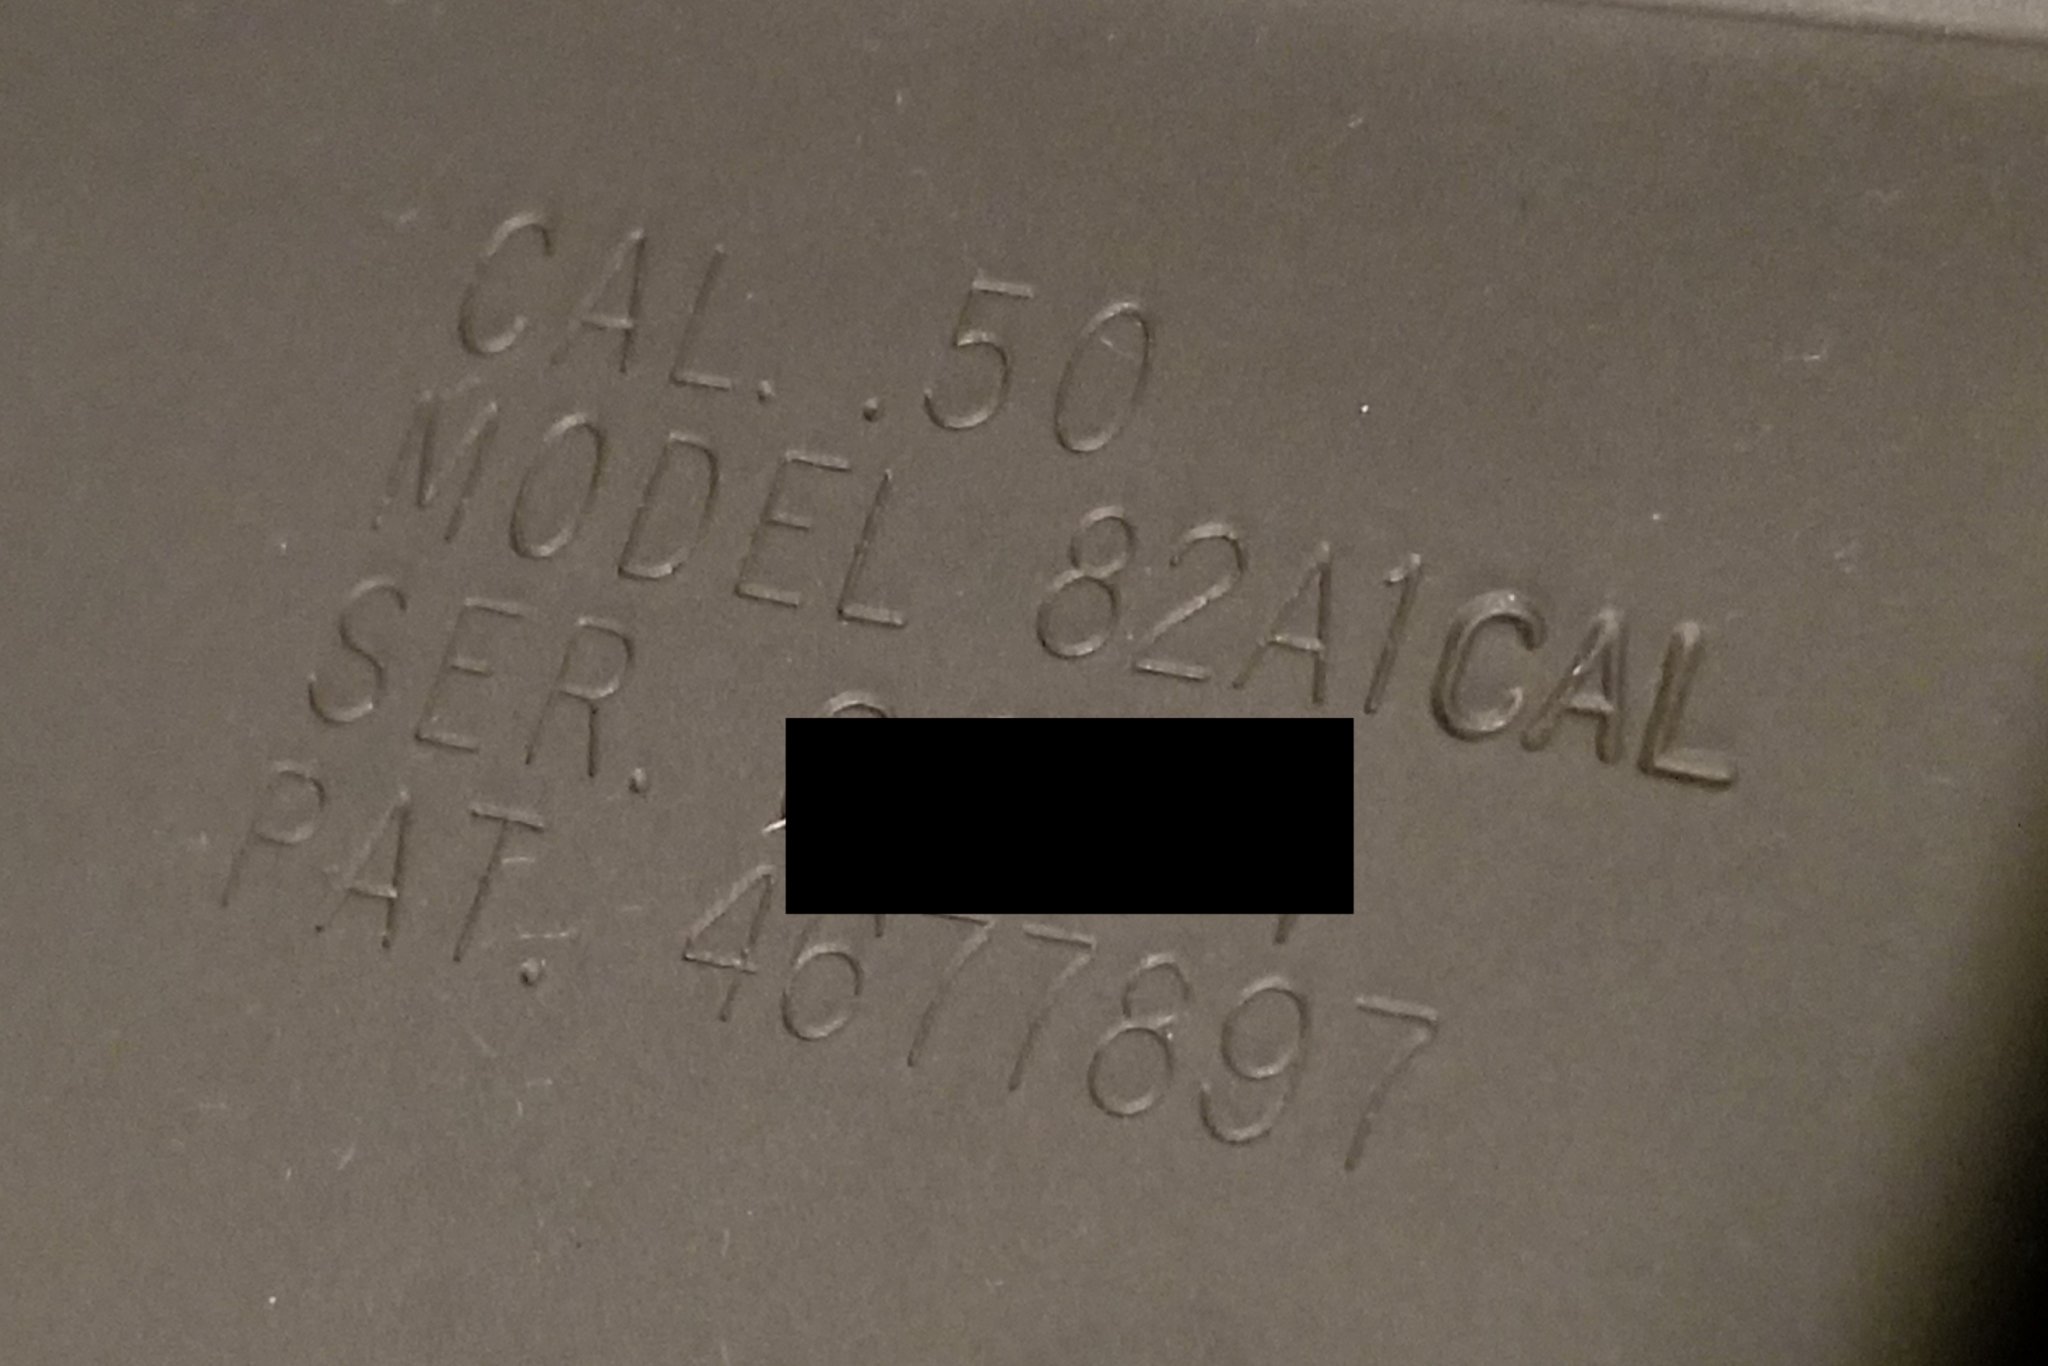 CAL. .50
MODEL 82A1CAL
SER.
PAT. 4677897